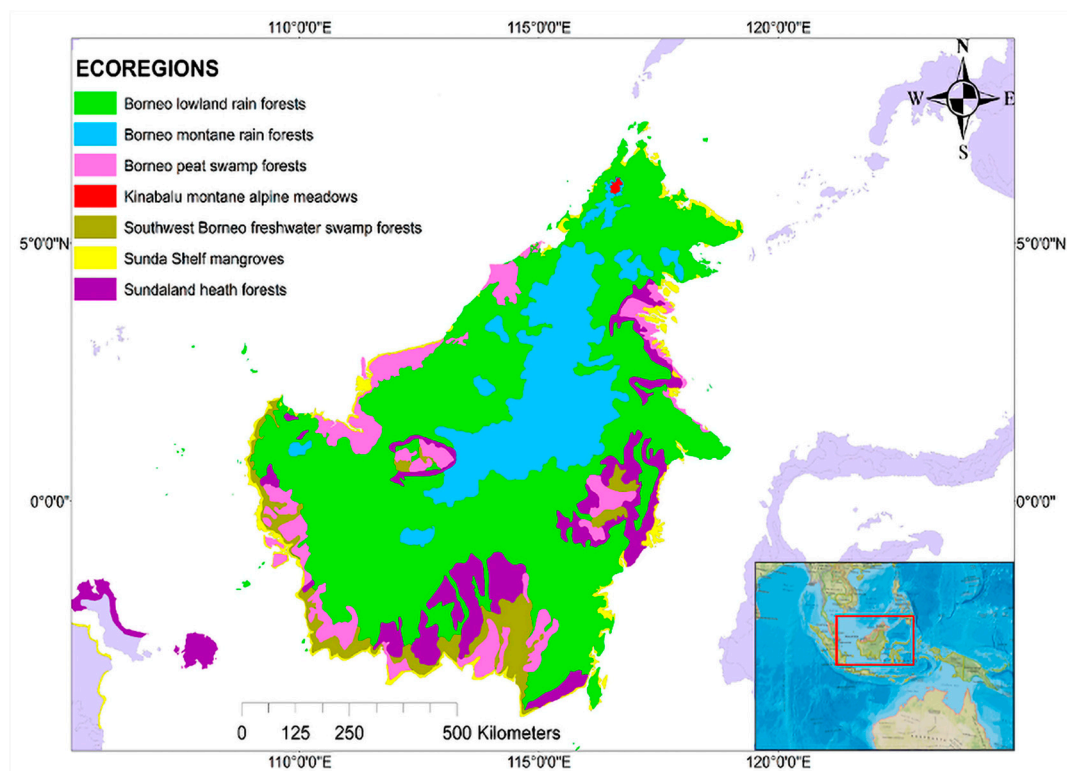 110°0'0"E 115°0'0"E 120°0'0"E
ECOREGIONS
Borneo lowland rain forests
Borneo montane rain forests
Borneo peat swamp forests
Kinabalu montane alpine meadows
Southwest Borneo freshwater swamp forests
Sunda Shelf mangroves
Sundaland heath forests
N
W E
S
5°0'0"N 5°0'0"N
0°0'0" 0°0'0"
0 125 250 500 Kilometers
110°0'0"E 115°0'0"E 120°0'0"E